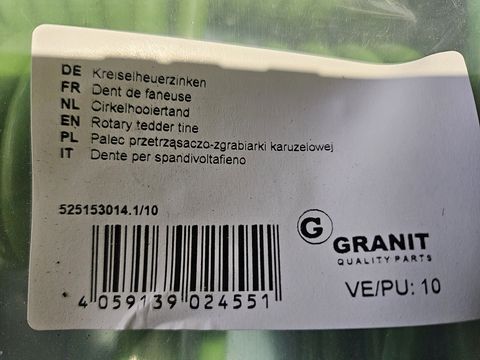 DE Kreiselheuerzinken
FR Dent de faneuse
NL Cirkelhooiertand
EN Rotary tedder tine
PL Palec przetrząsaczo-zgrabiarki karuzelowej
IT Dente per spandivoltafieno
525153014.1/10
4 059139 024551
G
GRANIT
QUALITY PARTS
VE/PU: 10